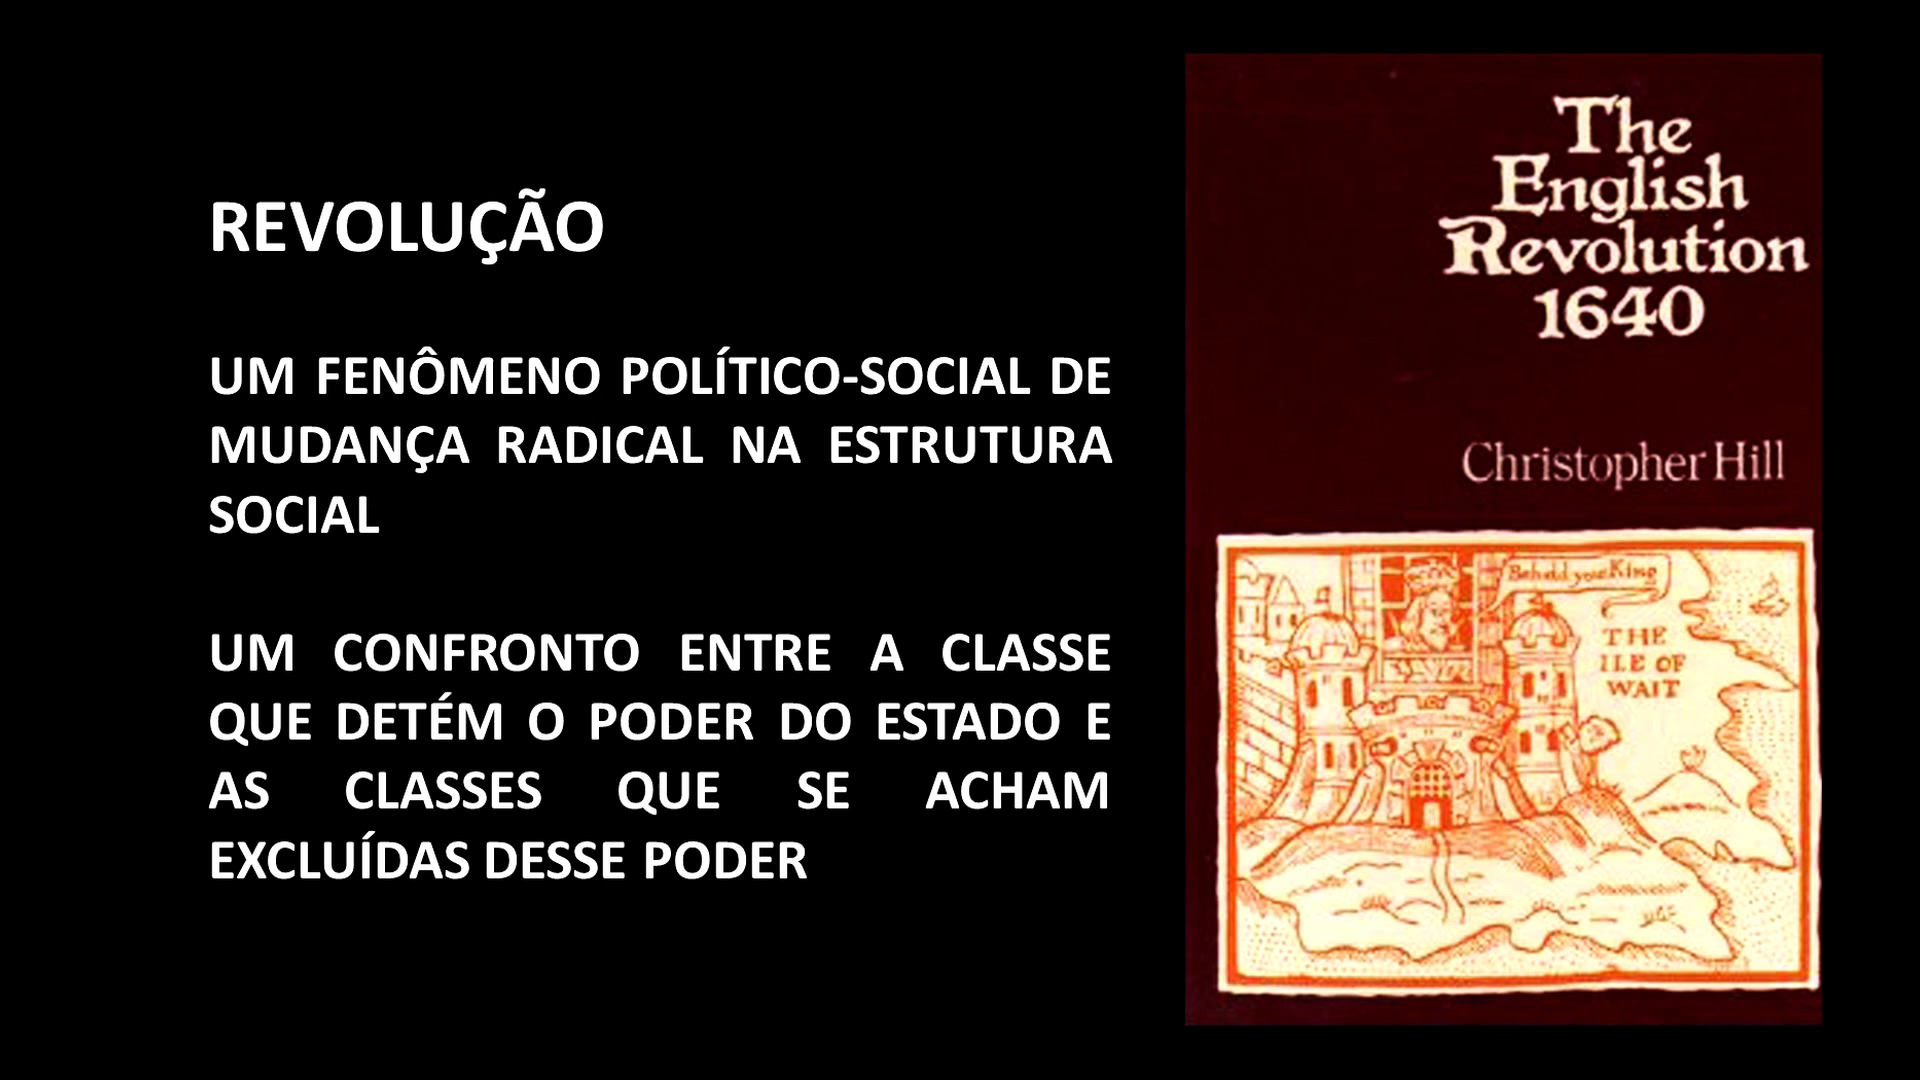 REVOLUÇÃO
UM FENÔMENO POLÍTICO-SOCIAL DE
MUDANÇA RADICAL NA ESTRUTURA
SOCIAL
UM CONFRONTO ENTRE A CLASSE
QUE DETÉM O PODER DO ESTADO E
AS CLASSES QUE SE ACHAM
EXCLUÍDAS DESSE PODER
The
English
Revolution
1640
Christopher Hill
Behold your King
THE
ILE OF
WAIT